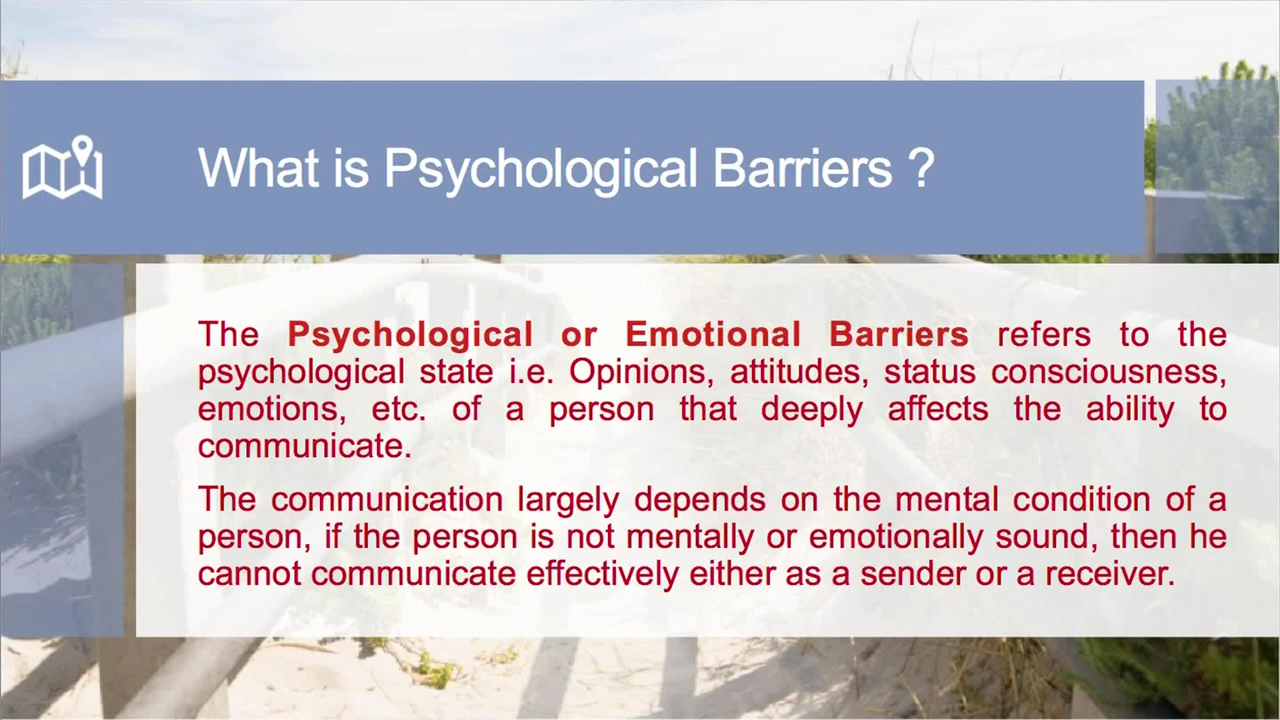 What is Psychological Barriers ?
The Psychological or Emotional Barriers refers to the
psychological state i.e. Opinions, attitudes, status consciousness,
emotions, etc. of a person that deeply affects the ability to
communicate.
The communication largely depends on the mental condition of a
person, if the person is not mentally or emotionally sound, then he
cannot communicate effectively either as a sender or a receiver.